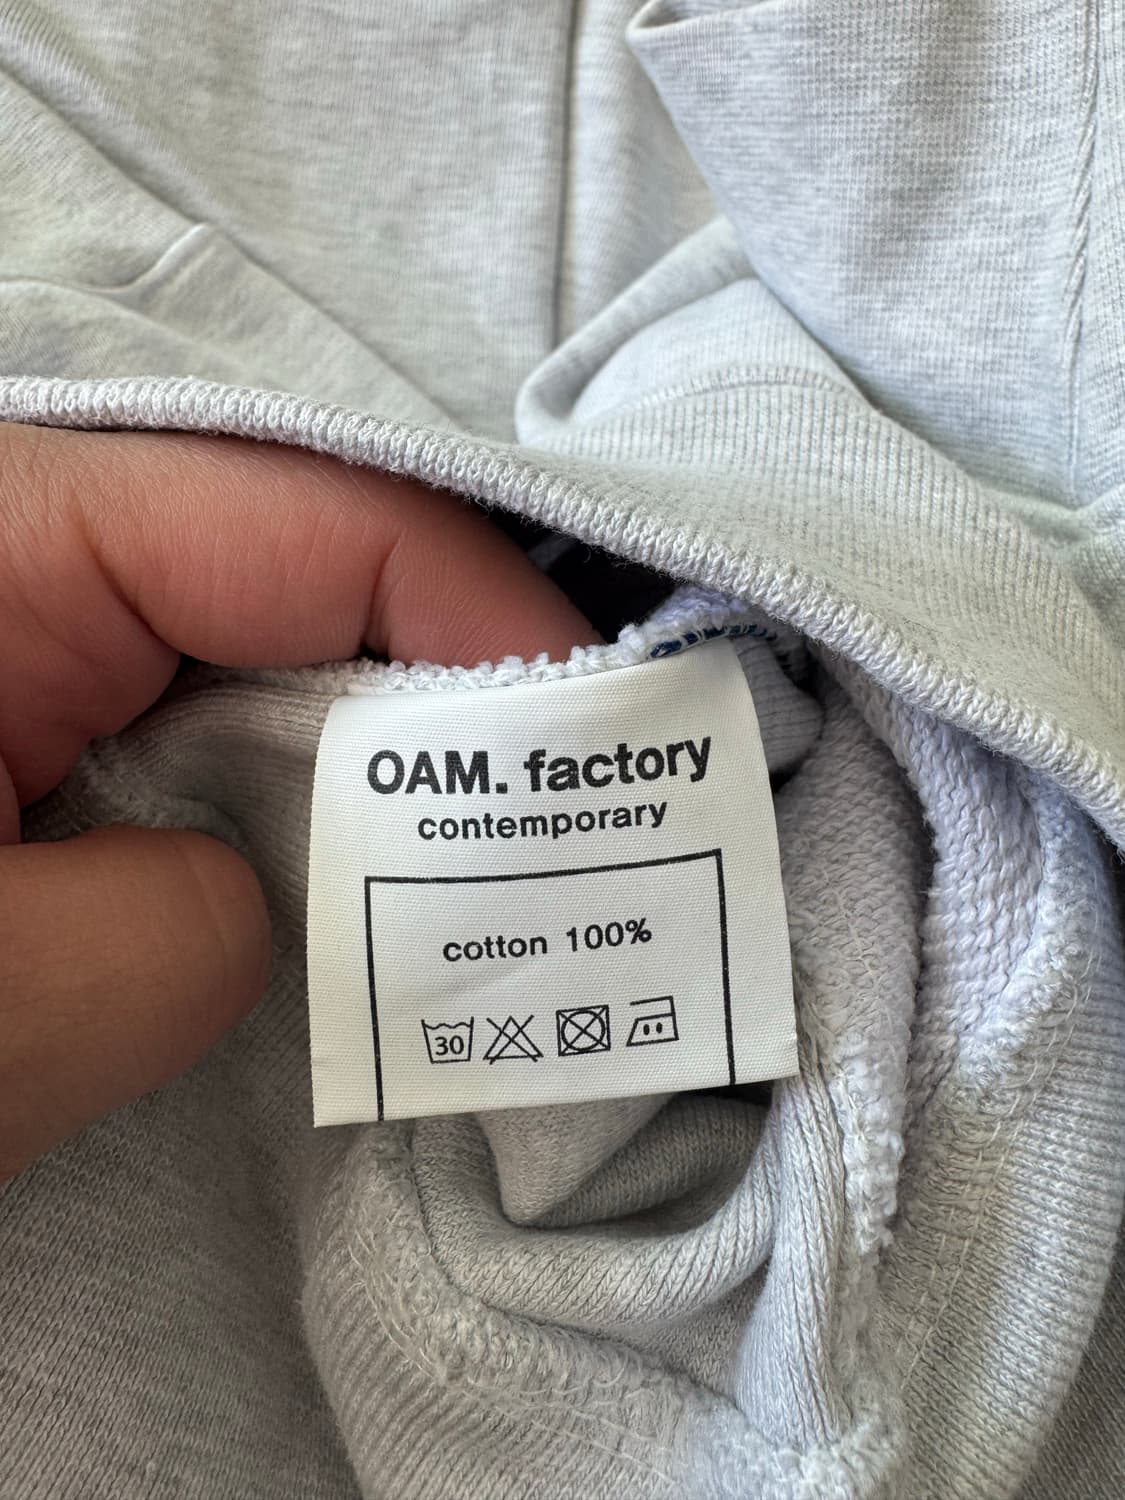 OAM. factory
contemporary
cotton 100%
30